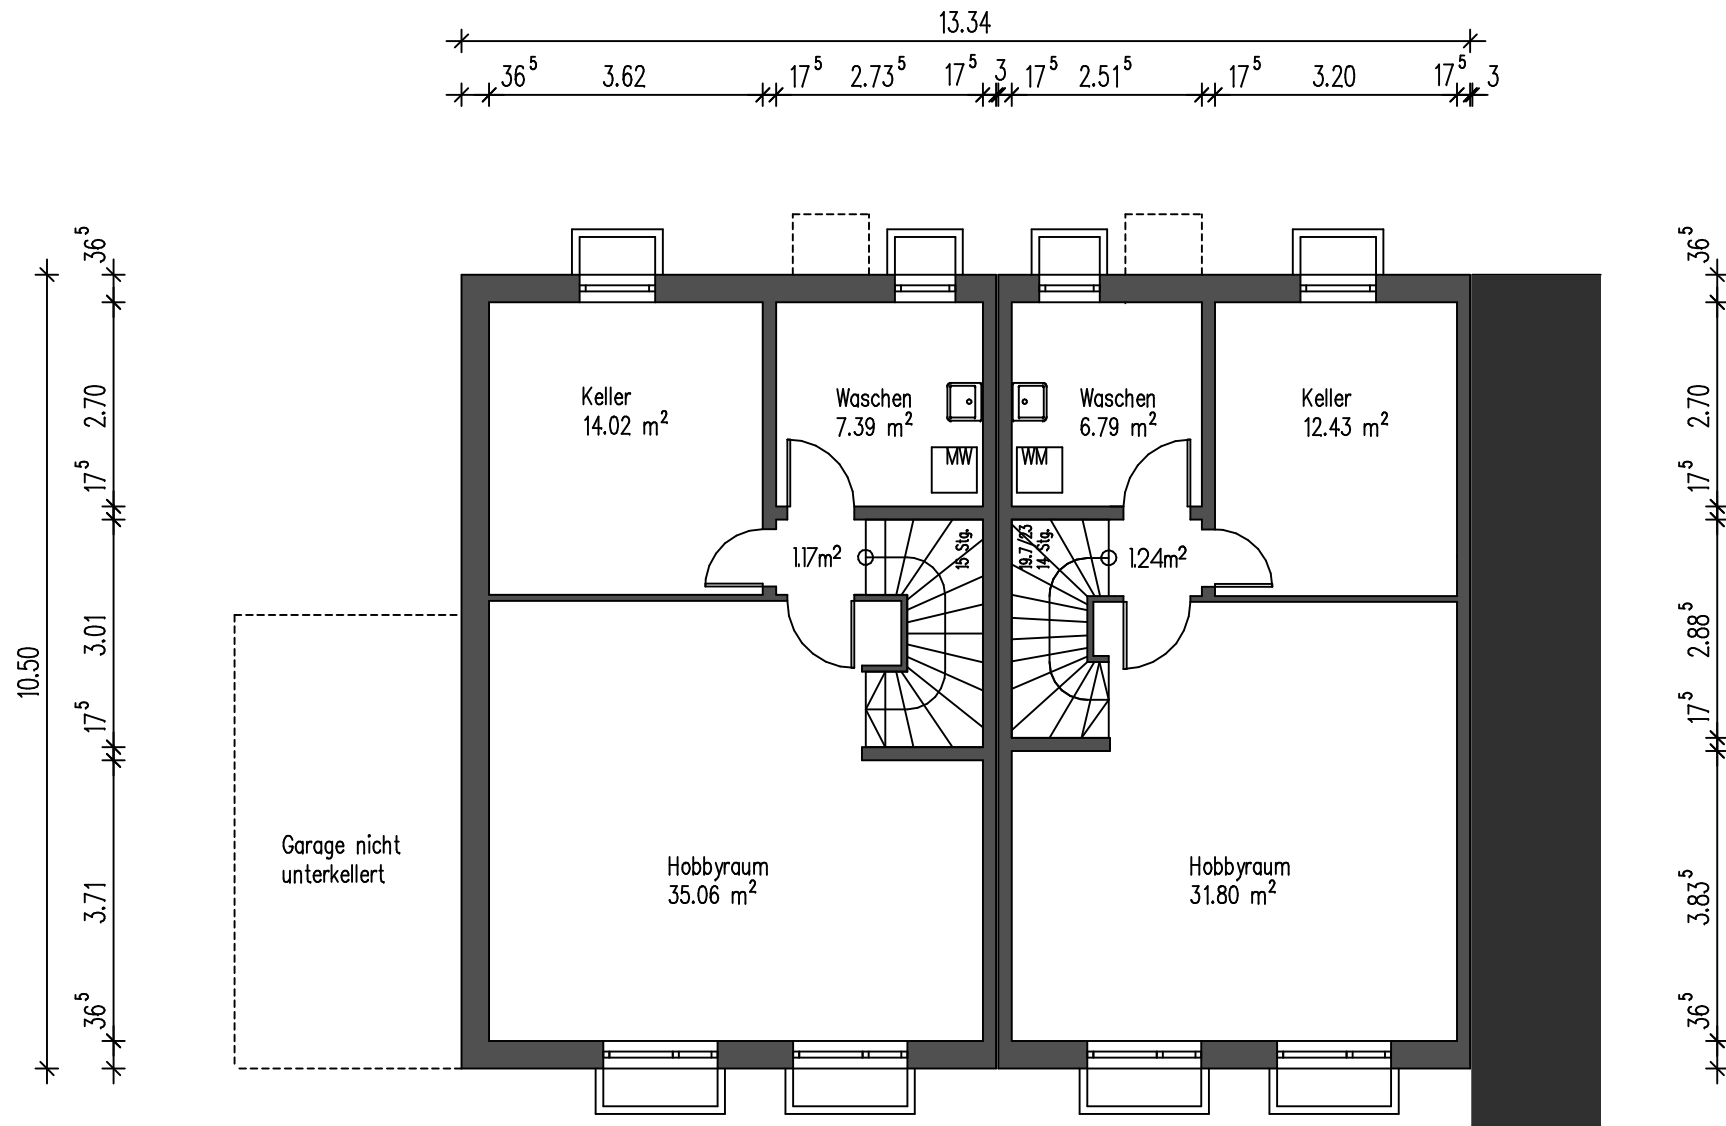 13.34
36⁵ 3.62 17⁵ 2.73⁵ 17⁵ 3 17⁵ 2.51⁵ 17⁵ 3.20 17⁵ 3
10.50
36⁵
2.70
17⁵
3.01
17⁵
3.71
36⁵
Keller
14.02 m²
Waschen
7.39 m²
MW
Waschen
6.79 m²
WM
Keller
12.43 m²
1.17m²
15 Stg.
19.7/23
14 Stg.
1.24m²
Garage nicht
unterkellert
Hobbyraum
35.06 m²
Hobbyraum
31.80 m²
36⁵
2.70
17⁵
2.88⁵
17⁵
3.83⁵
36⁵